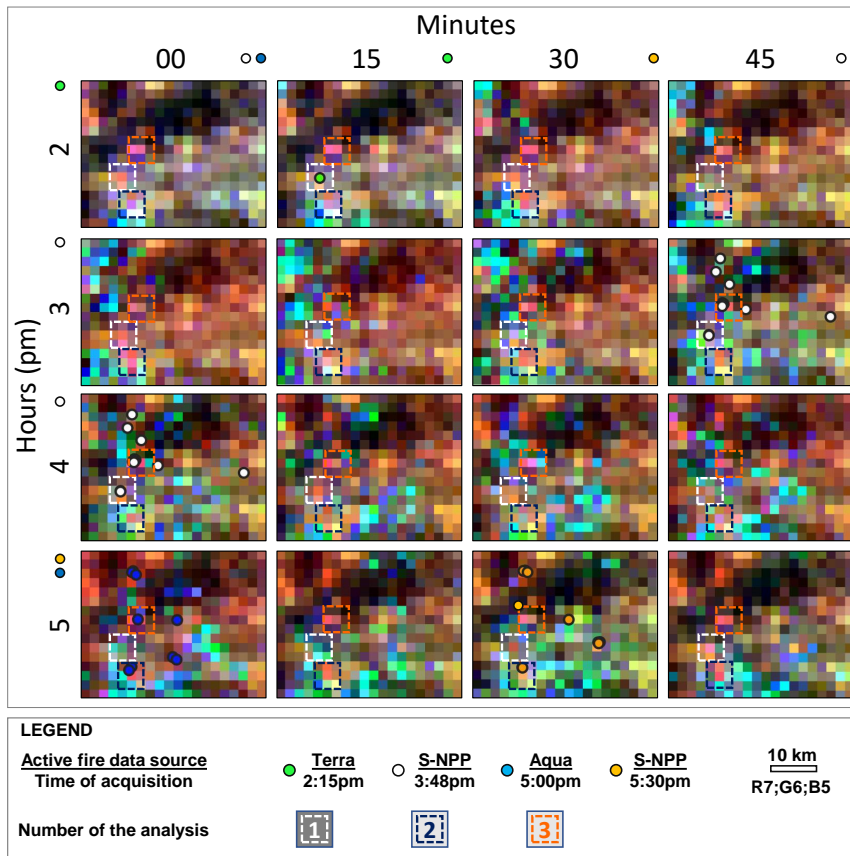 Minutes
00 15 30 45
Hours (pm)
2
3
4
5
LEGEND
Active fire data source
Time of acquisition
Terra
2:15pm
S-NPP
3:48pm
Aqua
5:00pm
S-NPP
5:30pm
10 km
R7;G6;B5
Number of the analysis
1 2 3